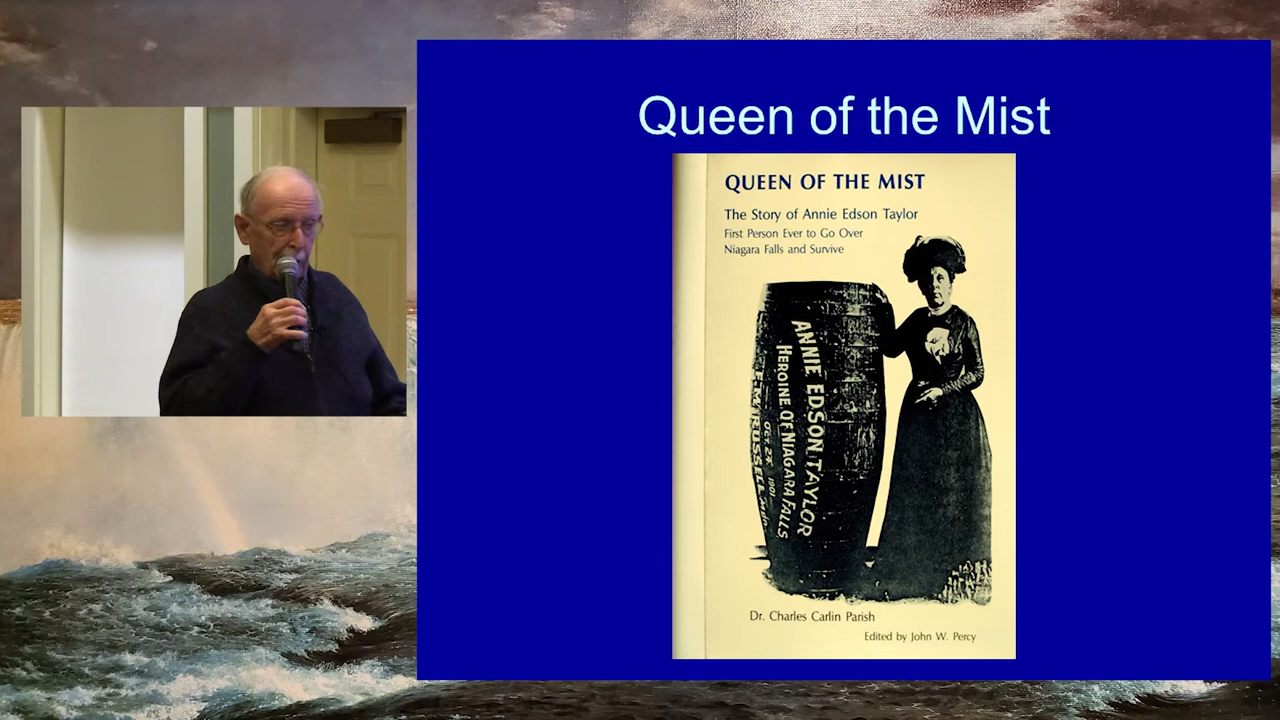 Queen of the Mist
QUEEN OF THE MIST
The Story of Annie Edson Taylor
First Person Ever to Go Over
Niagara Falls and Survive
ANNIE EDSON TAYLOR
HEROINE OF NIAGARA FALLS
OCT. 24 1901
RUSSELL
Dr. Charles Carlin Parish
Edited by John W. Percy